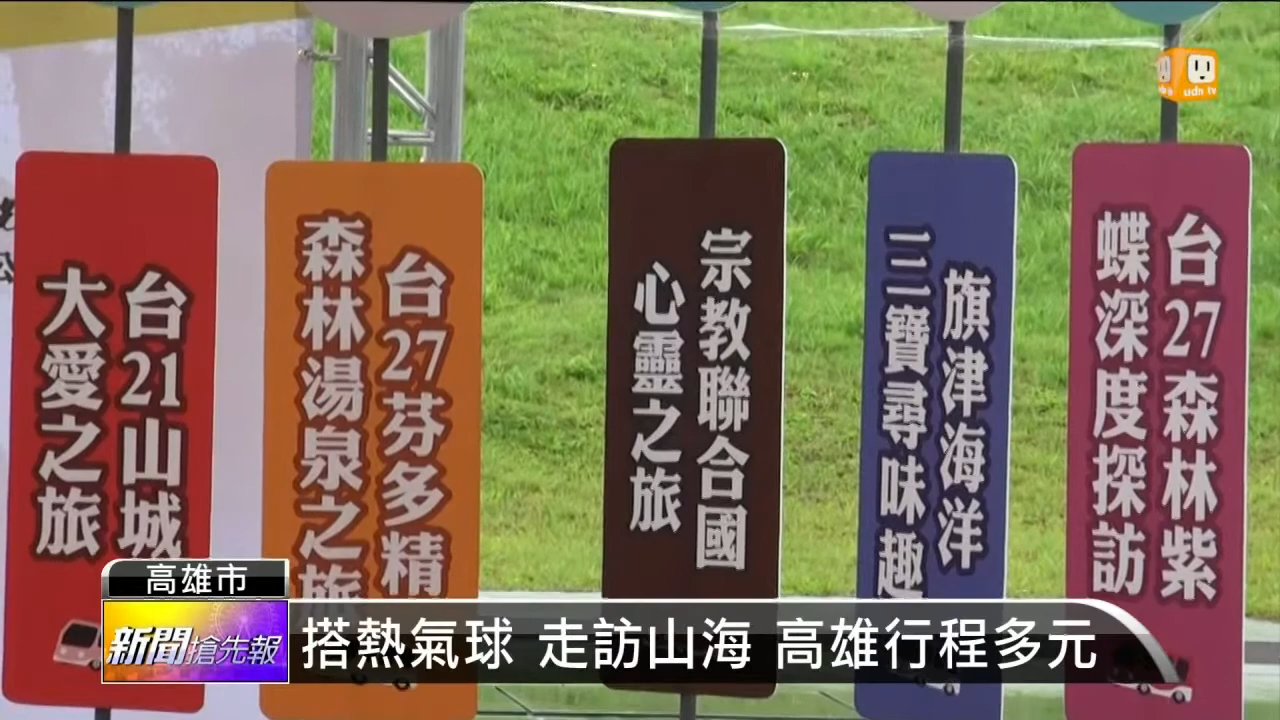 台21山城
大愛之旅
台27芬多精
森林湯泉之旅
宗教聯合國
心靈之旅
旗津海洋
三寶尋味趣
台27森林紫
蝶深度探訪
udn tv
高雄市
新聞搶先報
搭熱氣球 走訪山海 高雄行程多元